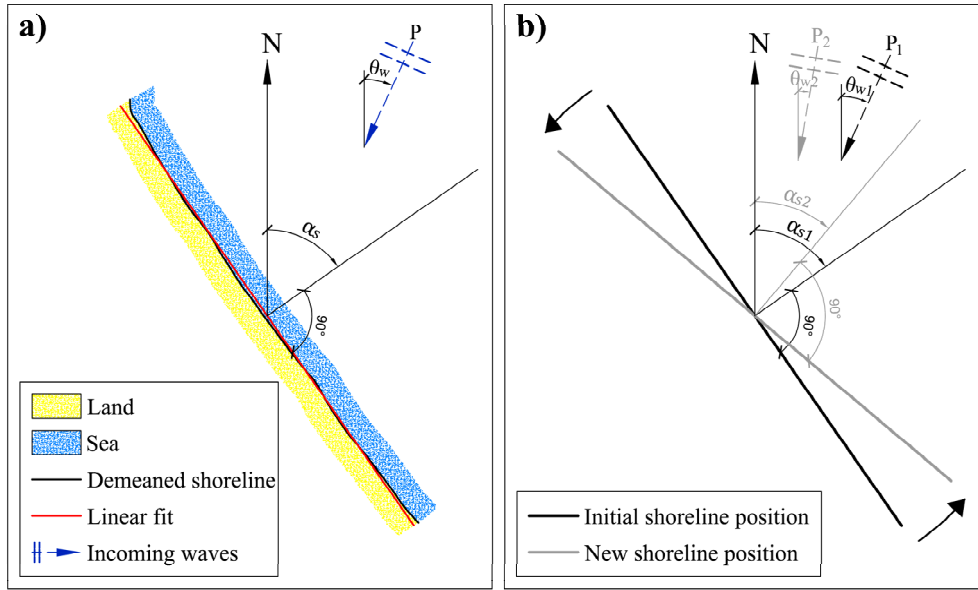 a)
N
P
θw
αs
90°
Land
Sea
Demeaned shoreline
Linear fit
Incoming waves
b)
N
P2
P1
θw2
θw1
αs2
αs1
90°
90°
Initial shoreline position
New shoreline position